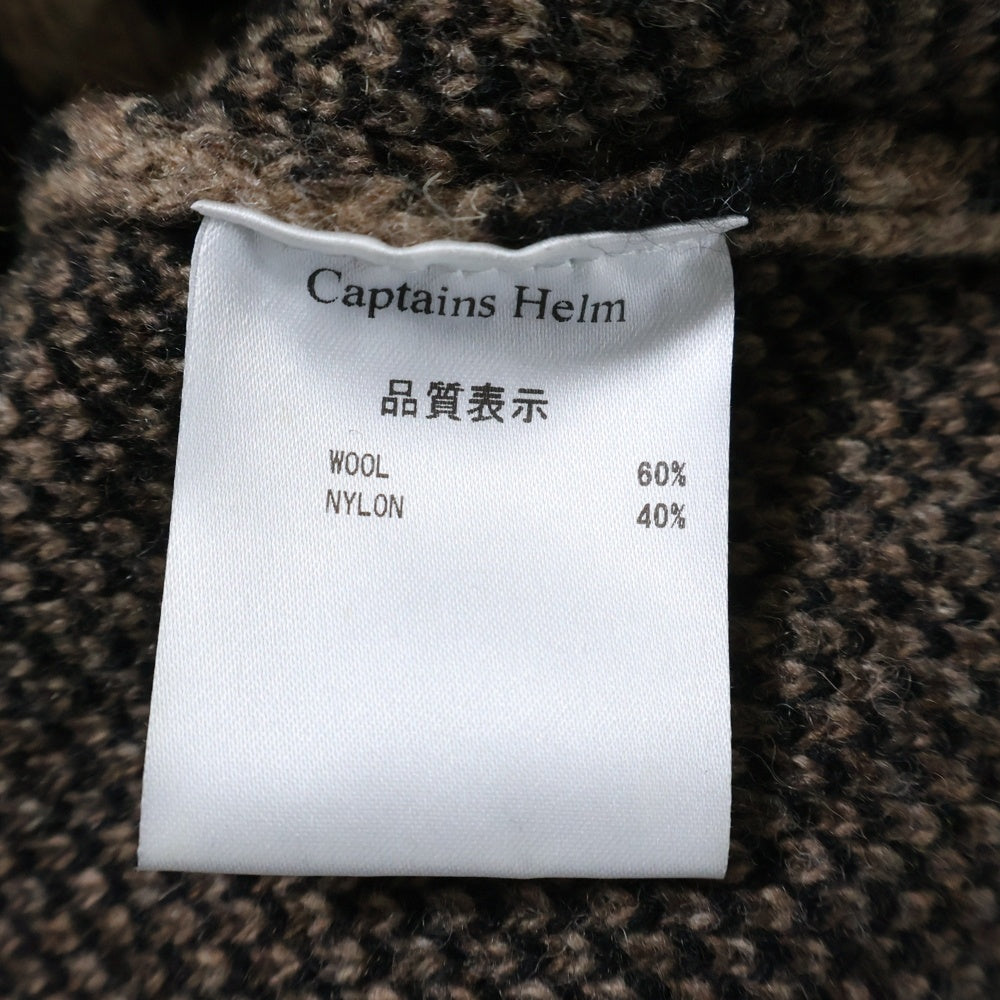 Captains Helm
品質表示
WOOL 60%
NYLON 40%